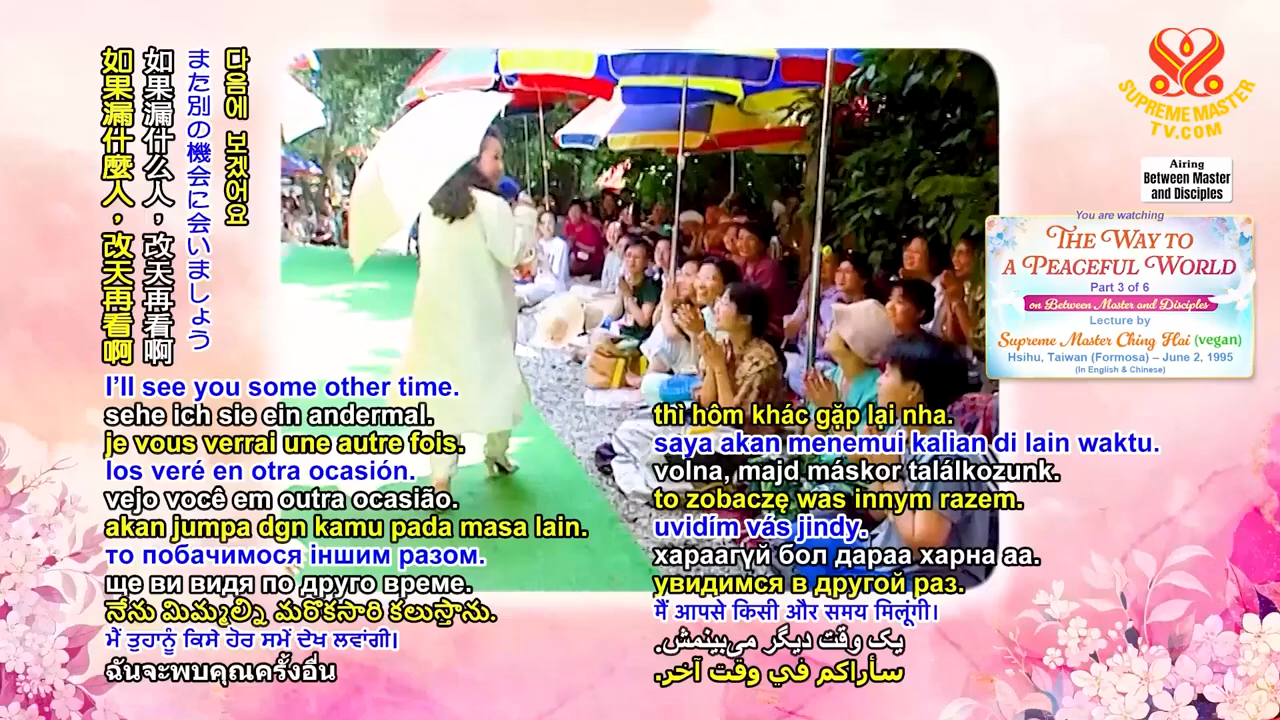 다음에 보겠어요
また別の機会に会いましょう
如果漏什么人，改天再看啊
如果漏什麼人，改天再看啊
I'll see you some other time.
sehe ich sie ein andermal.
je vous verrai une autre fois.
los veré en otra ocasión.
vejo você em outra ocasião.
akan jumpa dgn kamu pada masa lain.
то побачимося іншим разом.
ще ви видя по друго време.
నేను మిమ్మల్ని మరొకసారి కలుస్తాను.
ਮੈਂ ਤੁਹਾਨੂੰ ਕਿਸੇ ਹੋਰ ਸਮੇਂ ਦੇਖ ਲਵਾਂਗੀ।
ฉันจะพบคุณครั้งอื่น
thì hôm khác gặp lại nha.
saya akan menemui kalian di lain waktu.
volna, majd máskor találkozunk.
to zobaczę was innym razem.
uvidím vás jindy.
хараагүй бол дараа харна аа.
увидимся в другой раз.
मैं आपसे किसी और समय मिलूंगी।
یک وقت دیگر می‌بینمش.
سأراكم في وقت آخر.
SUPREME MASTER
TV.COM
Airing
Between Master
and Disciples
You are watching
THE WAY TO
A PEACEFUL WORLD
Part 3 of 6
on Between Master and Disciples
Lecture by
Supreme Master Ching Hai (vegan)
Hsihu, Taiwan (Formosa) – June 2, 1995
(In English & Chinese)